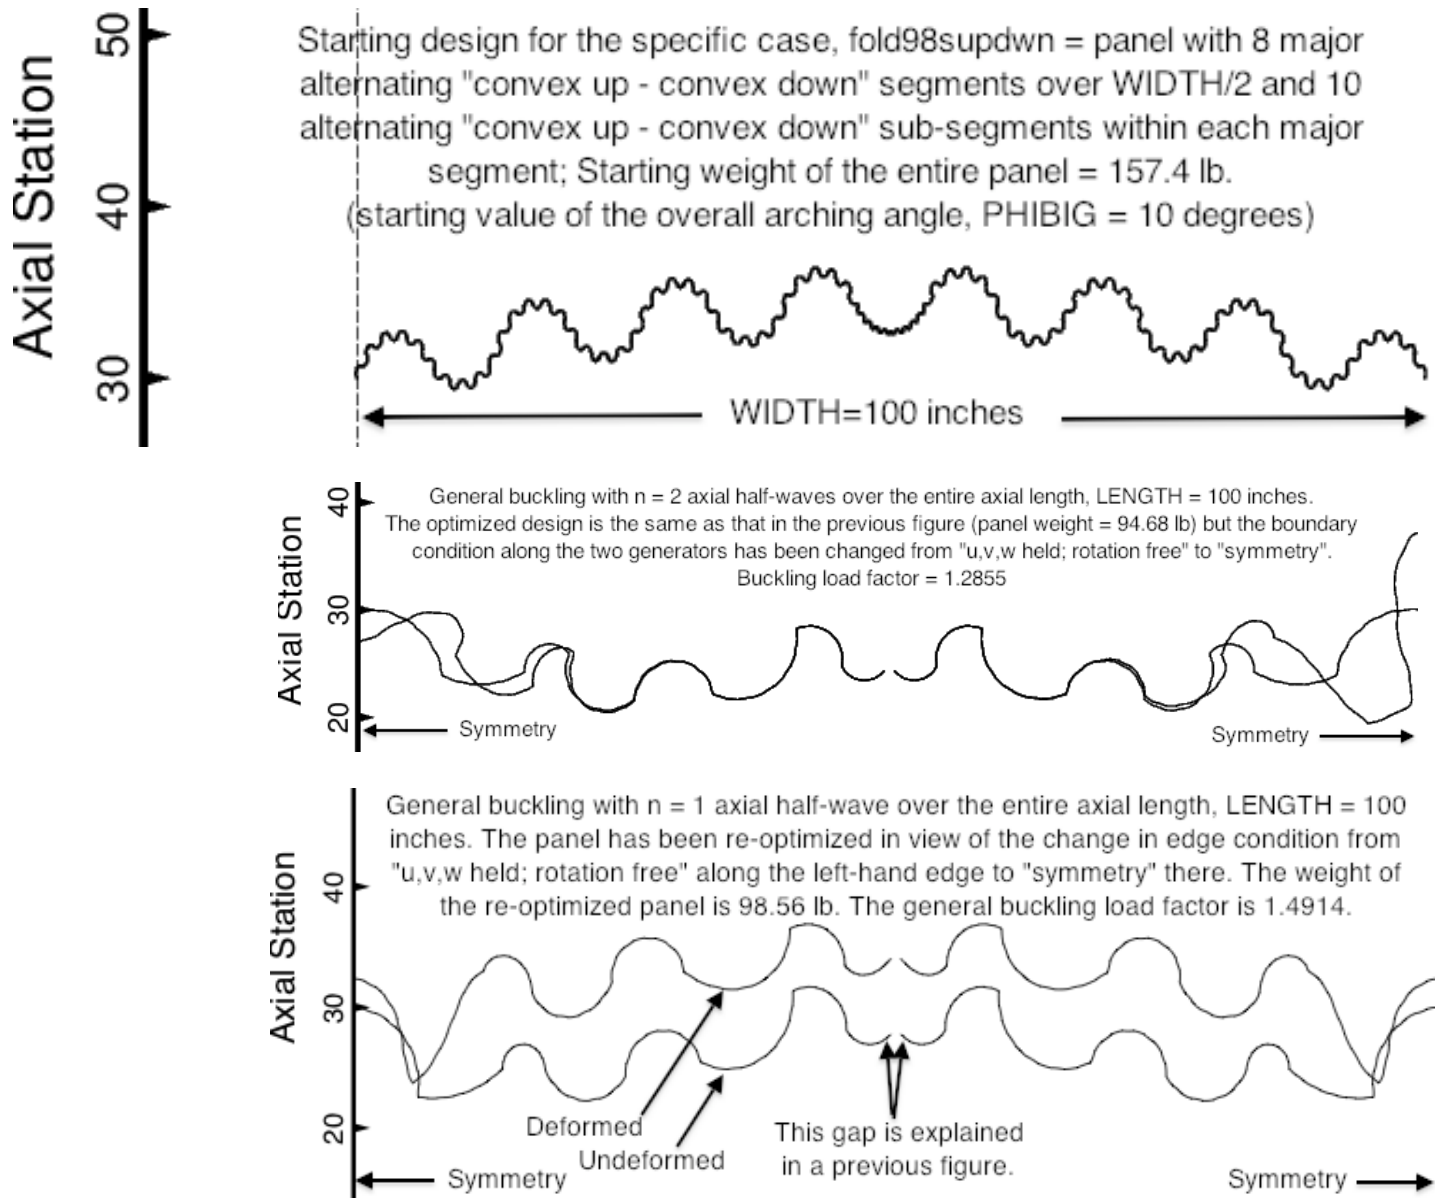 Axial Station
50
40
30
Starting design for the specific case, fold98supdwn = panel with 8 major
alternating "convex up - convex down" segments over WIDTH/2 and 10
alternating "convex up - convex down" sub-segments within each major
segment; Starting weight of the entire panel = 157.4 lb.
(starting value of the overall arching angle, PHIBIG = 10 degrees)
WIDTH=100 inches
Axial Station
40
30
20
General buckling with n = 2 axial half-waves over the entire axial length, LENGTH = 100 inches.
The optimized design is the same as that in the previous figure (panel weight = 94.68 lb) but the boundary
condition along the two generators has been changed from "u,v,w held; rotation free" to "symmetry".
Buckling load factor = 1.2855
Symmetry
Symmetry
Axial Station
40
30
20
General buckling with n = 1 axial half-wave over the entire axial length, LENGTH = 100
inches. The panel has been re-optimized in view of the change in edge condition from
"u,v,w held; rotation free" along the left-hand edge to "symmetry" there. The weight of
the re-optimized panel is 98.56 lb. The general buckling load factor is 1.4914.
Deformed
Undeformed
This gap is explained
in a previous figure.
Symmetry
Symmetry